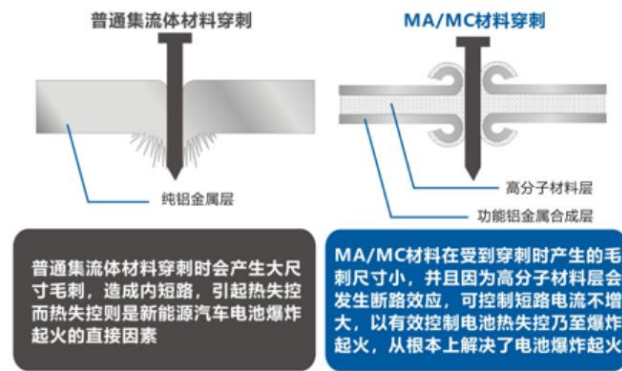 普通集流体材料穿刺
MA/MC材料穿刺
纯铝金属层
高分子材料层
功能铝金属合成层
普通集流体材料穿刺时会产生大尺
寸毛刺，造成内短路，引起热失控
而热失控则是新能源汽车电池爆炸
起火的直接因素
MA/MC材料在受到穿刺时产生的毛
刺尺寸小，并且因为高分子材料层会
发生断路效应，可控制短路电流不增
大，以有效控制电池热失控乃至爆炸
起火，从根本上解决了电池爆炸起火